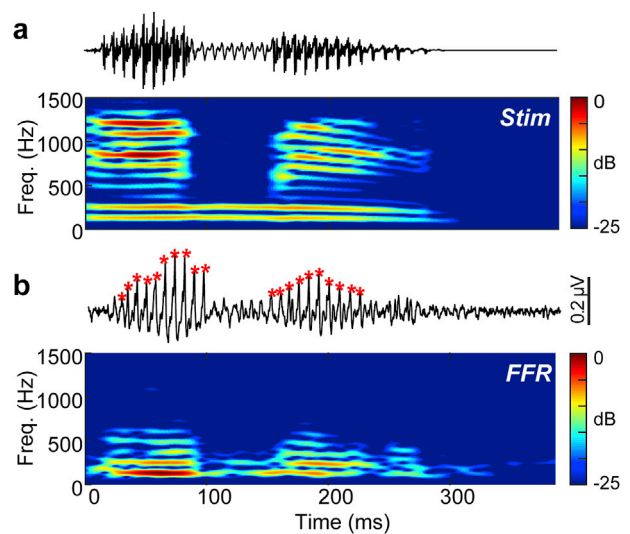 a
1500
1000
500
0
Freq. (Hz)
Stim
0
dB
-25
b
* * * * * * * * * * * * * * * * * * * *
0.2 µV
1500
1000
500
0
Freq. (Hz)
FFR
0
dB
-25
0 100 200 300
Time (ms)